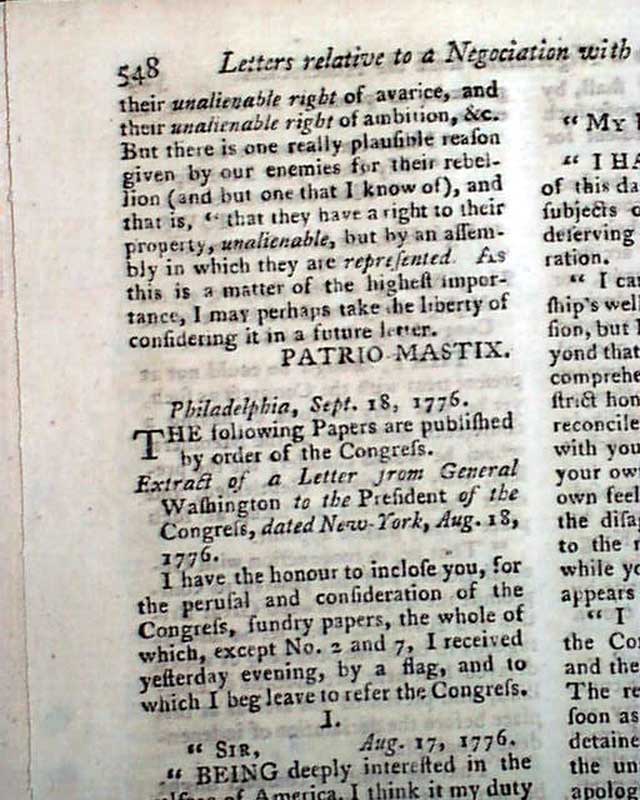 548 Letters relative to a Negociation with
their unalienable right of avarice, and
their unalienable right of ambition, &c.
But there is one really plauſible reaſon
given by our enemies for their rebel-
lion (and but one that I know of), and
that is, “ that they have a right to their
property, unalienable, but by an aſſem-
bly in which they are repreſented. As
this is a matter of the higheſt impor-
tance, I may perhaps take the liberty of
conſidering it in a future letter.
PATRIO MASTIX.
Philadelphia, Sept. 18, 1776.
THE following Papers are publiſhed
by order of the Congreſs.
Extract of a Letter from General
Waſhington to the Preſident of the
Congreſs, dated New-York, Aug. 18,
1776.
I have the honour to incloſe you, for
the peruſal and conſideration of the
Congreſs, ſundry papers, the whole of
which, except No. 2 and 7, I received
yeſterday evening, by a flag, and to
which I beg leave to refer the Congreſs.
I.
“ SIR, Aug. 17, 1776.
“ BEING deeply intereſted in the
welfare of America, I think it my duty
“ MY
“ I HA
of this da
ſubjects o
deſerving
ration.
“ I ca
ſhip's wel
ſion, but I
yond that
comprehe
ſtrict hon
reconcile
with you
your ow
own feel
the diſa
to the r
while yo
appears
“ I
the Co
and the
The re
ſoon as
detaine
the un
apolog